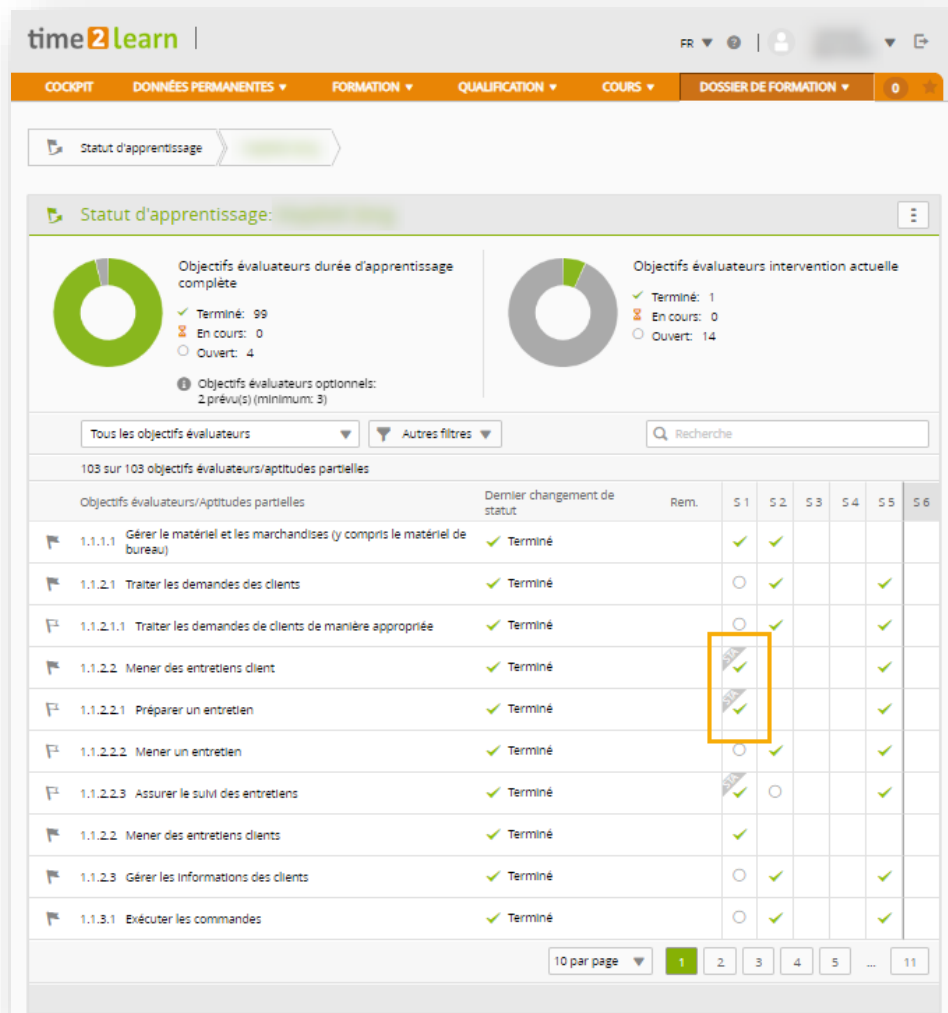 time2learn
FR
COCKPIT DONNÉES PERMANENTES FORMATION QUALIFICATION COURS DOSSIER DE FORMATION 0
Statut d'apprentissage
Statut d'apprentissage:
Objectifs évaluateurs durée d'apprentissage
complète
Terminé: 99
En cours: 0
Ouvert: 4
Objectifs évaluateurs optionnels:
2 prévu(s) (minimum: 3)
Objectifs évaluateurs intervention actuelle
Terminé: 1
En cours: 0
Ouvert: 14
Tous les objectifs évaluateurs Autres filtres Recherche
103 sur 103 objectifs évaluateurs/aptitudes partielles
Objectifs évaluateurs/Aptitudes partielles Dernier changement de statut Rem. S 1 S 2 S 3 S 4 S 5 S 6
1.1.1.1 Gérer le matériel et les marchandises (y compris le matériel de
bureau) Terminé
1.1.2.1 Traiter les demandes des clients Terminé
1.1.2.1.1 Traiter les demandes de clients de manière appropriée Terminé
1.1.2.2 Mener des entretiens client Terminé STA
1.1.2.2.1 Préparer un entretien Terminé STA
1.1.2.2.2 Mener un entretien Terminé
1.1.2.2.3 Assurer le suivi des entretiens Terminé STA
1.1.2.2 Mener des entretiens clients Terminé
1.1.2.3 Gérer les informations des clients Terminé
1.1.3.1 Exécuter les commandes Terminé
10 par page 1 2 3 4 5 ... 11